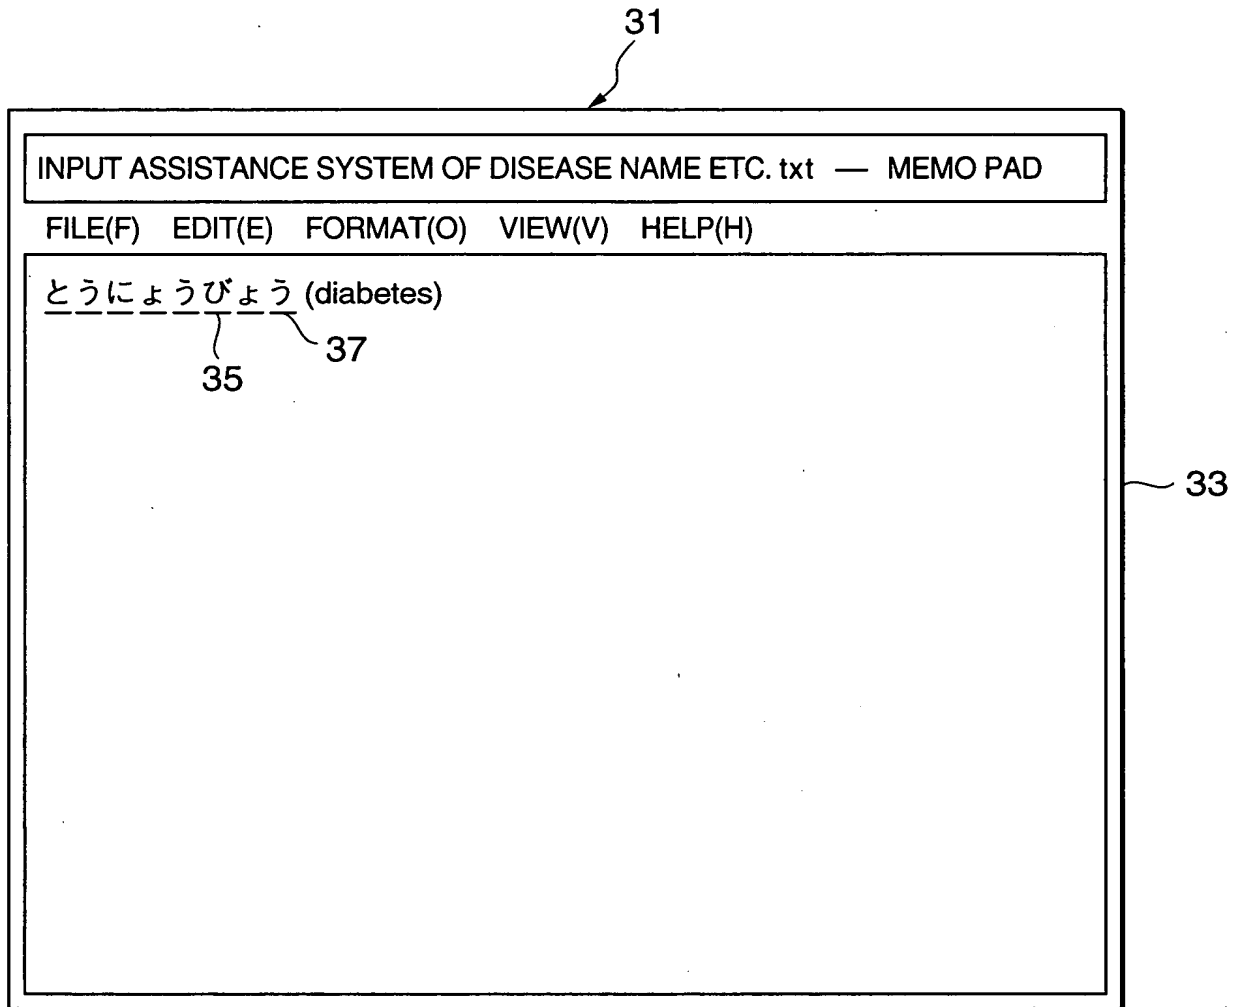 31
INPUT ASSISTANCE SYSTEM OF DISEASE NAME ETC. txt — MEMO PAD
FILE(F) EDIT(E) FORMAT(O) VIEW(V) HELP(H)
とうにょうびょう (diabetes)
35 37
33